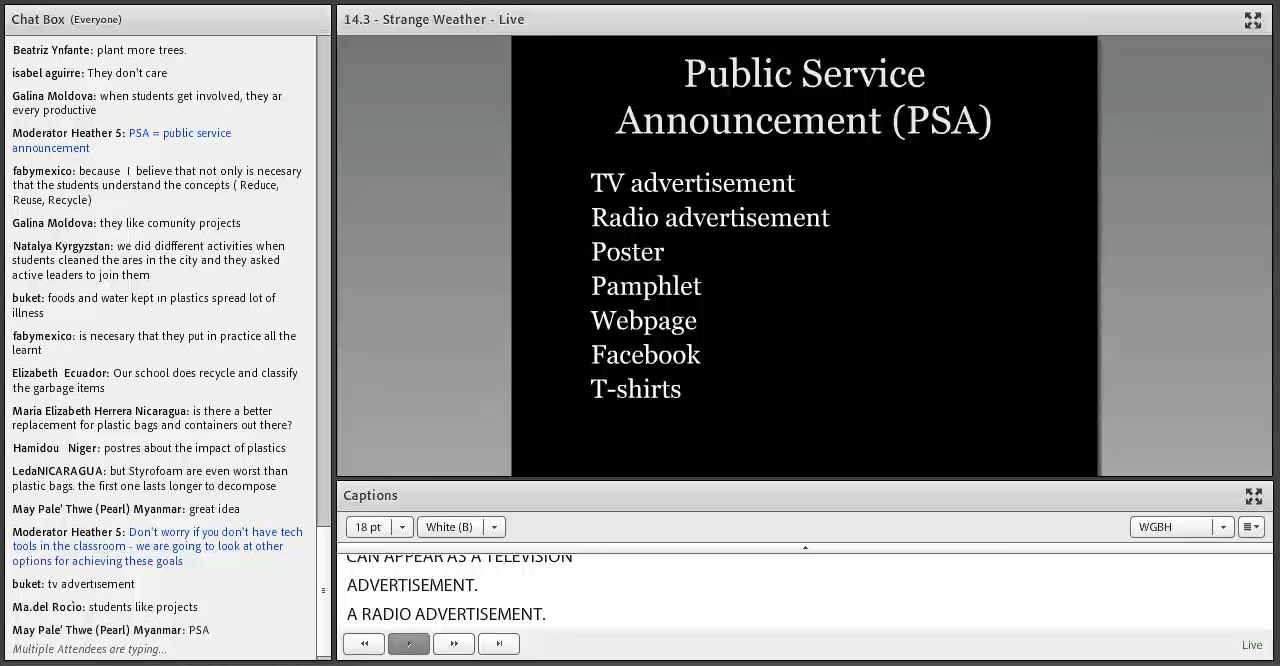 Chat Box (Everyone)
Beatriz Ynfante: plant more trees.
isabel aguirre: They don't care
Galina Moldova: when students get involved, they ar
every productive
Moderator Heather 5: PSA = public service
announcement
fabymexico: because I believe that not only is necesary
that the students understand the concepts ( Reduce,
Reuse, Recycle)
Galina Moldova: they like comunity projects
Natalya Kyrgyzstan: we did didfferent activities when
students cleaned the ares in the city and they asked
active leaders to join them
buket: foods and water kept in plastics spread lot of
illness
fabymexico: is necesary that they put in practice all the
learnt
Elizabeth Ecuador: Our school does recycle and classify
the garbage items
Maria Elizabeth Herrera Nicaragua: is there a better
replacement for plastic bags and containers out there?
Hamidou Niger: postres about the impact of plastics
LedaNICARAGUA: but Styrofoam are even worst than
plastic bags. the first one lasts longer to decompose
May Pale' Thwe (Pearl) Myanmar: great idea
Moderator Heather 5: Don't worry if you don't have tech
tools in the classroom - we are going to look at other
options for achieving these goals
buket: tv advertisement
Ma.del Rocìo: students like projects
May Pale' Thwe (Pearl) Myanmar: PSA
Multiple Attendees are typing...
14.3 - Strange Weather - Live
Public Service
Announcement (PSA)
TV advertisement
Radio advertisement
Poster
Pamphlet
Webpage
Facebook
T-shirts
Captions
18 pt
White (B)
WGBH
CAN APPEAR AS A TELEVISION
ADVERTISEMENT.
A RADIO ADVERTISEMENT.
Live